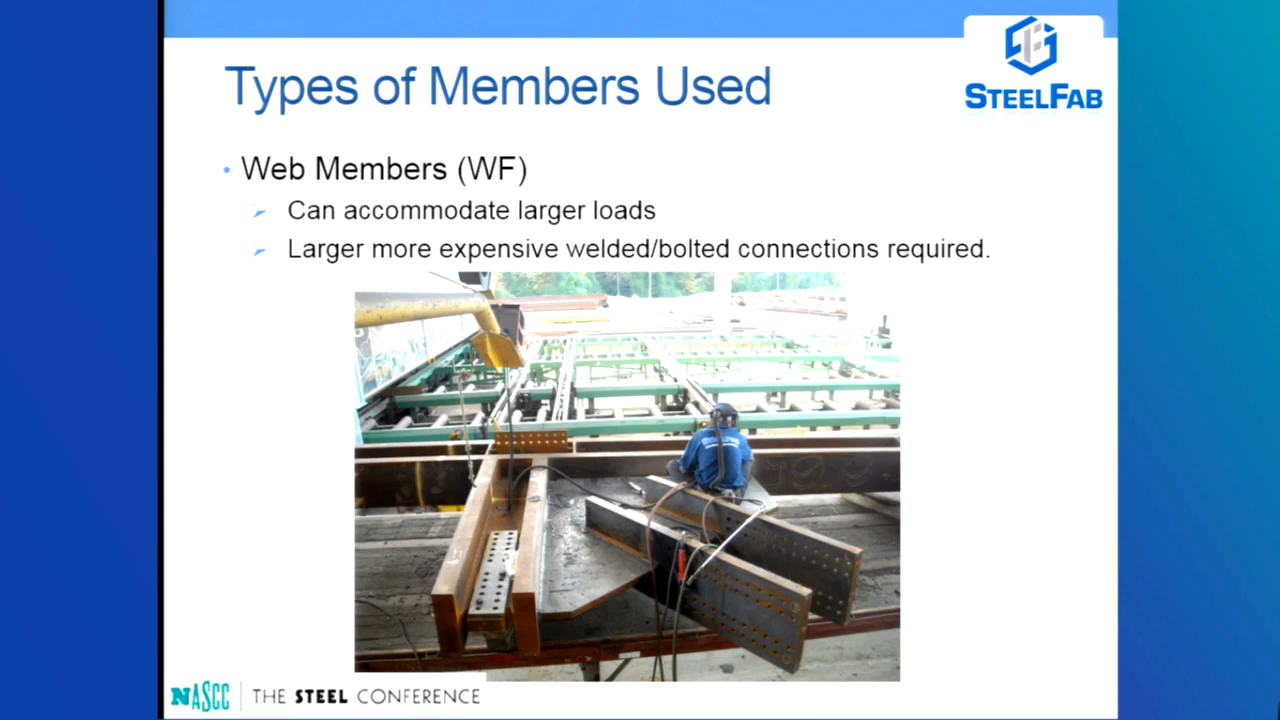 Types of Members Used
STEELFAB
• Web Members (WF)
Can accommodate larger loads
Larger more expensive welded/bolted connections required.
NASCC THE STEEL CONFERENCE